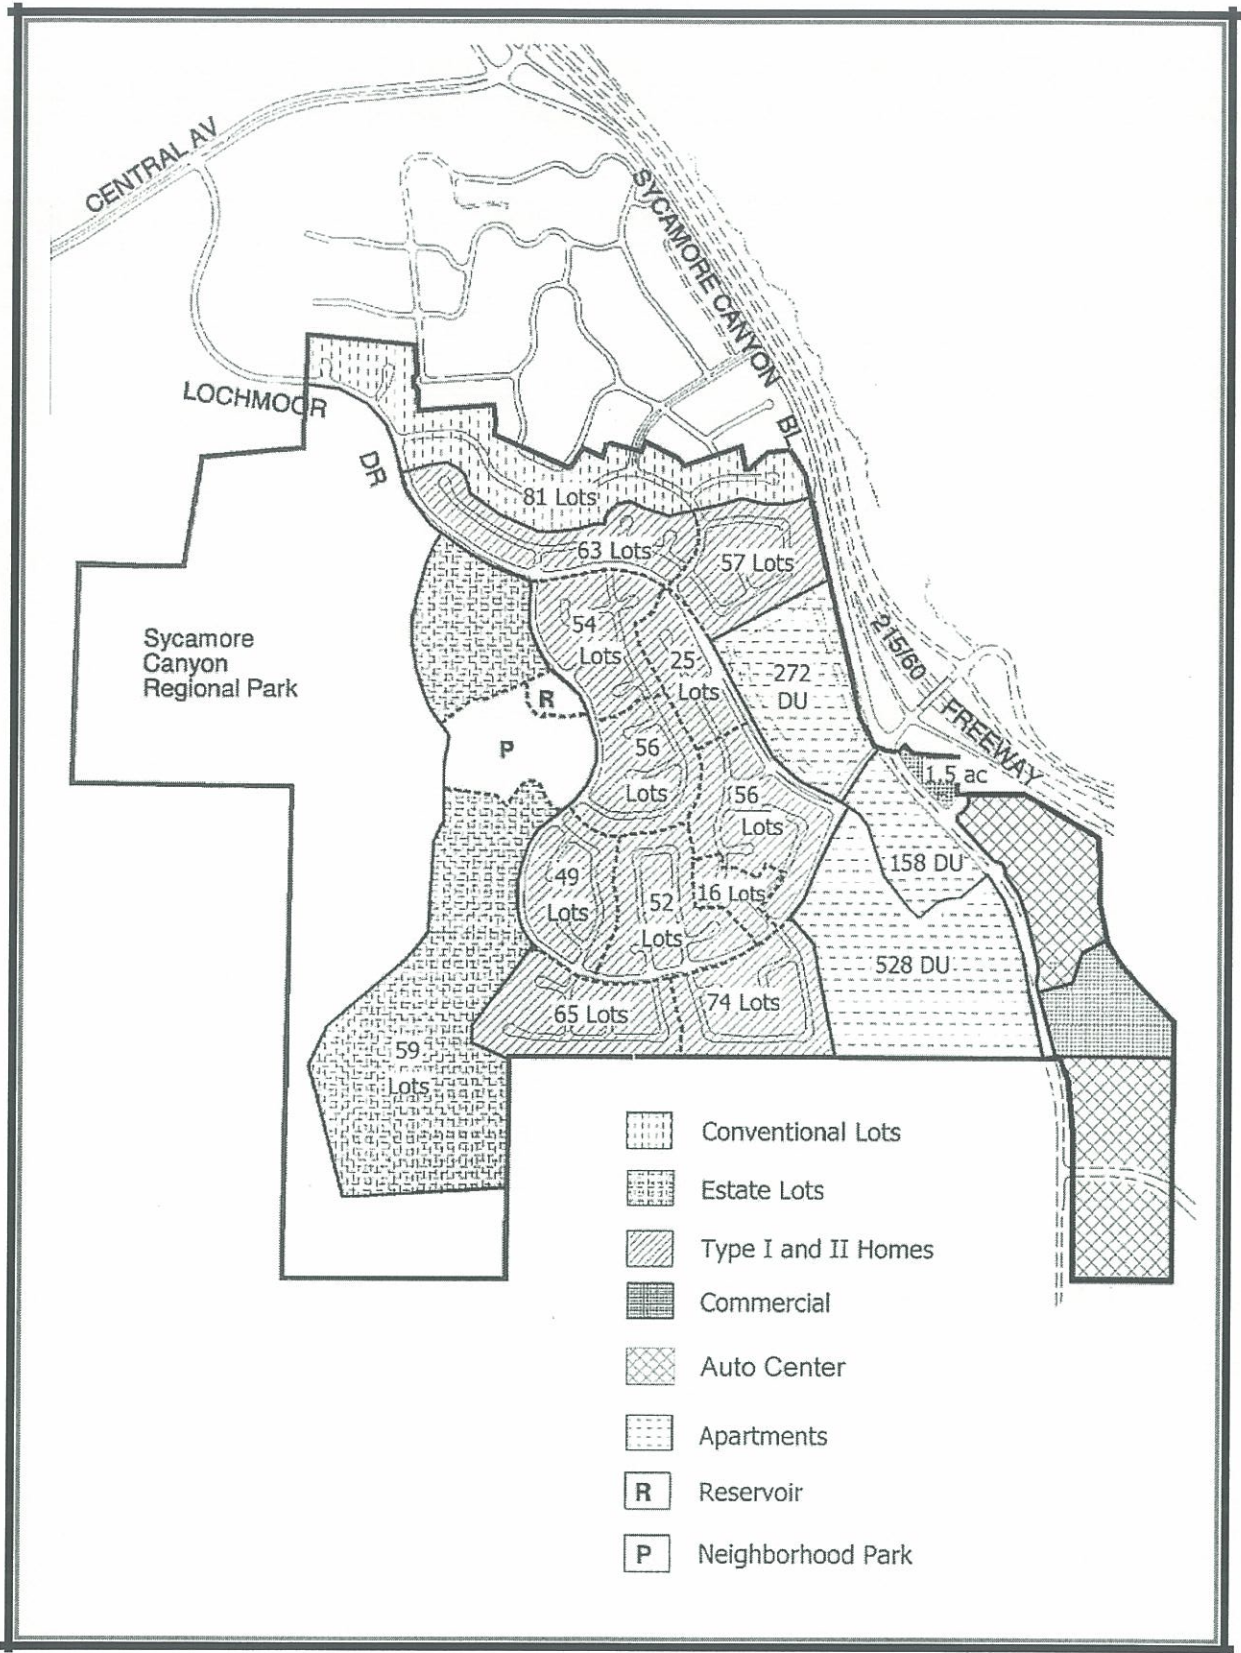 CENTRAL AV
SYCAMORE CANYON BL
LOCHMOOR
DR
81 Lots
63 Lots
57 Lots
54
Lots
25
Lots
272
DU
215/60
FREEWAY
Sycamore
Canyon
Regional Park
R
P
56
Lots
1.5 ac
56
Lots
158 DU
49
Lots
16 Lots
52
Lots
528 DU
65 Lots
74 Lots
59
Lots
Conventional Lots
Estate Lots
Type I and II Homes
Commercial
Auto Center
Apartments
R Reservoir
P Neighborhood Park